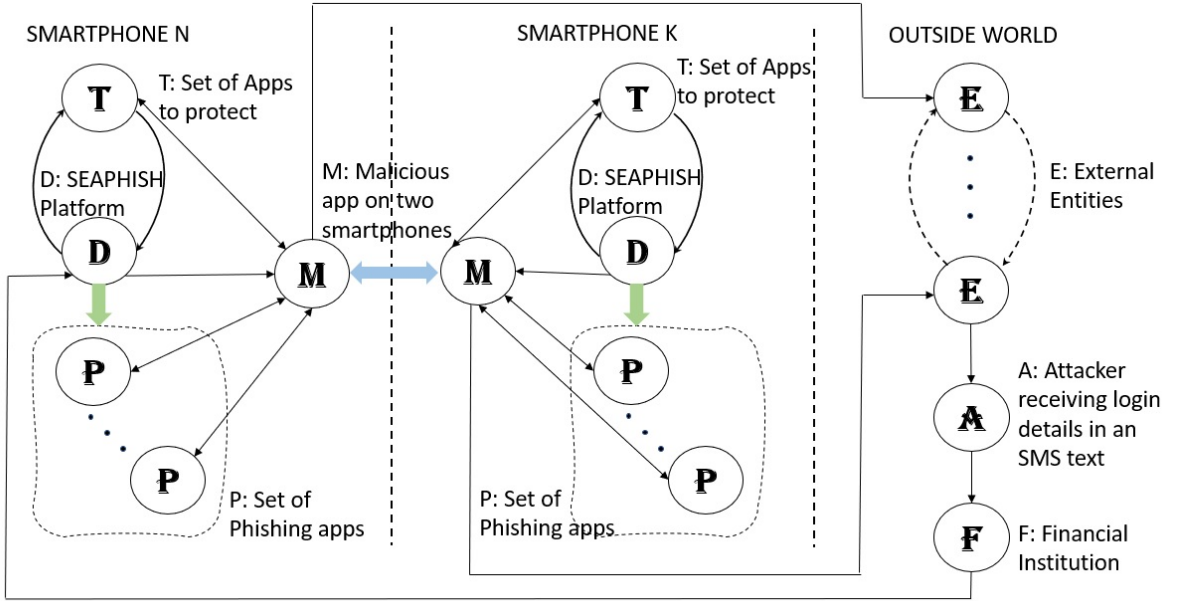 SMARTPHONE N
T
T: Set of Apps
to protect
D: SEAPHISH
Platform
D
M
M: Malicious
app on two
smartphones
P
P
P: Set of
Phishing apps
SMARTPHONE K
T
T: Set of Apps
to protect
D: SEAPHISH
Platform
D
M
P
P
P: Set of
Phishing apps
OUTSIDE WORLD
E
E: External
Entities
E
A
A: Attacker
receiving login
details in an
SMS text
F
F: Financial
Institution